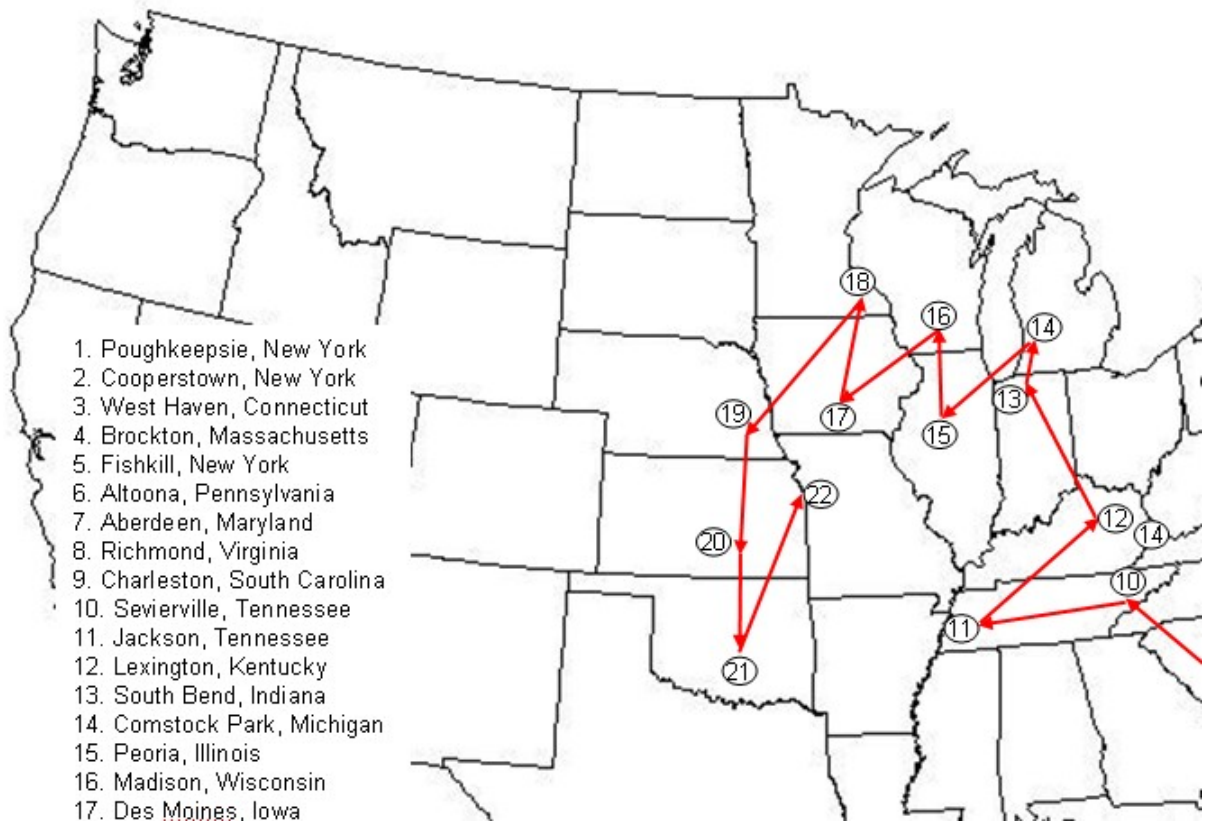 18
16
14
1. Poughkeepsie, New York
2. Cooperstown, New York
3. West Haven, Connecticut
4. Brockton, Massachusetts
5. Fishkill, New York
6. Altoona, Pennsylvania
7. Aberdeen, Maryland
8. Richmond, Virginia
9. Charleston, South Carolina
10. Sevierville, Tennessee
11. Jackson, Tennessee
12. Lexington, Kentucky
13. South Bend, Indiana
14. Comstock Park, Michigan
15. Peoria, Illinois
16. Madison, Wisconsin
17. Des Moines, Iowa
13
19
17
15
22
12
20
14
10
11
21